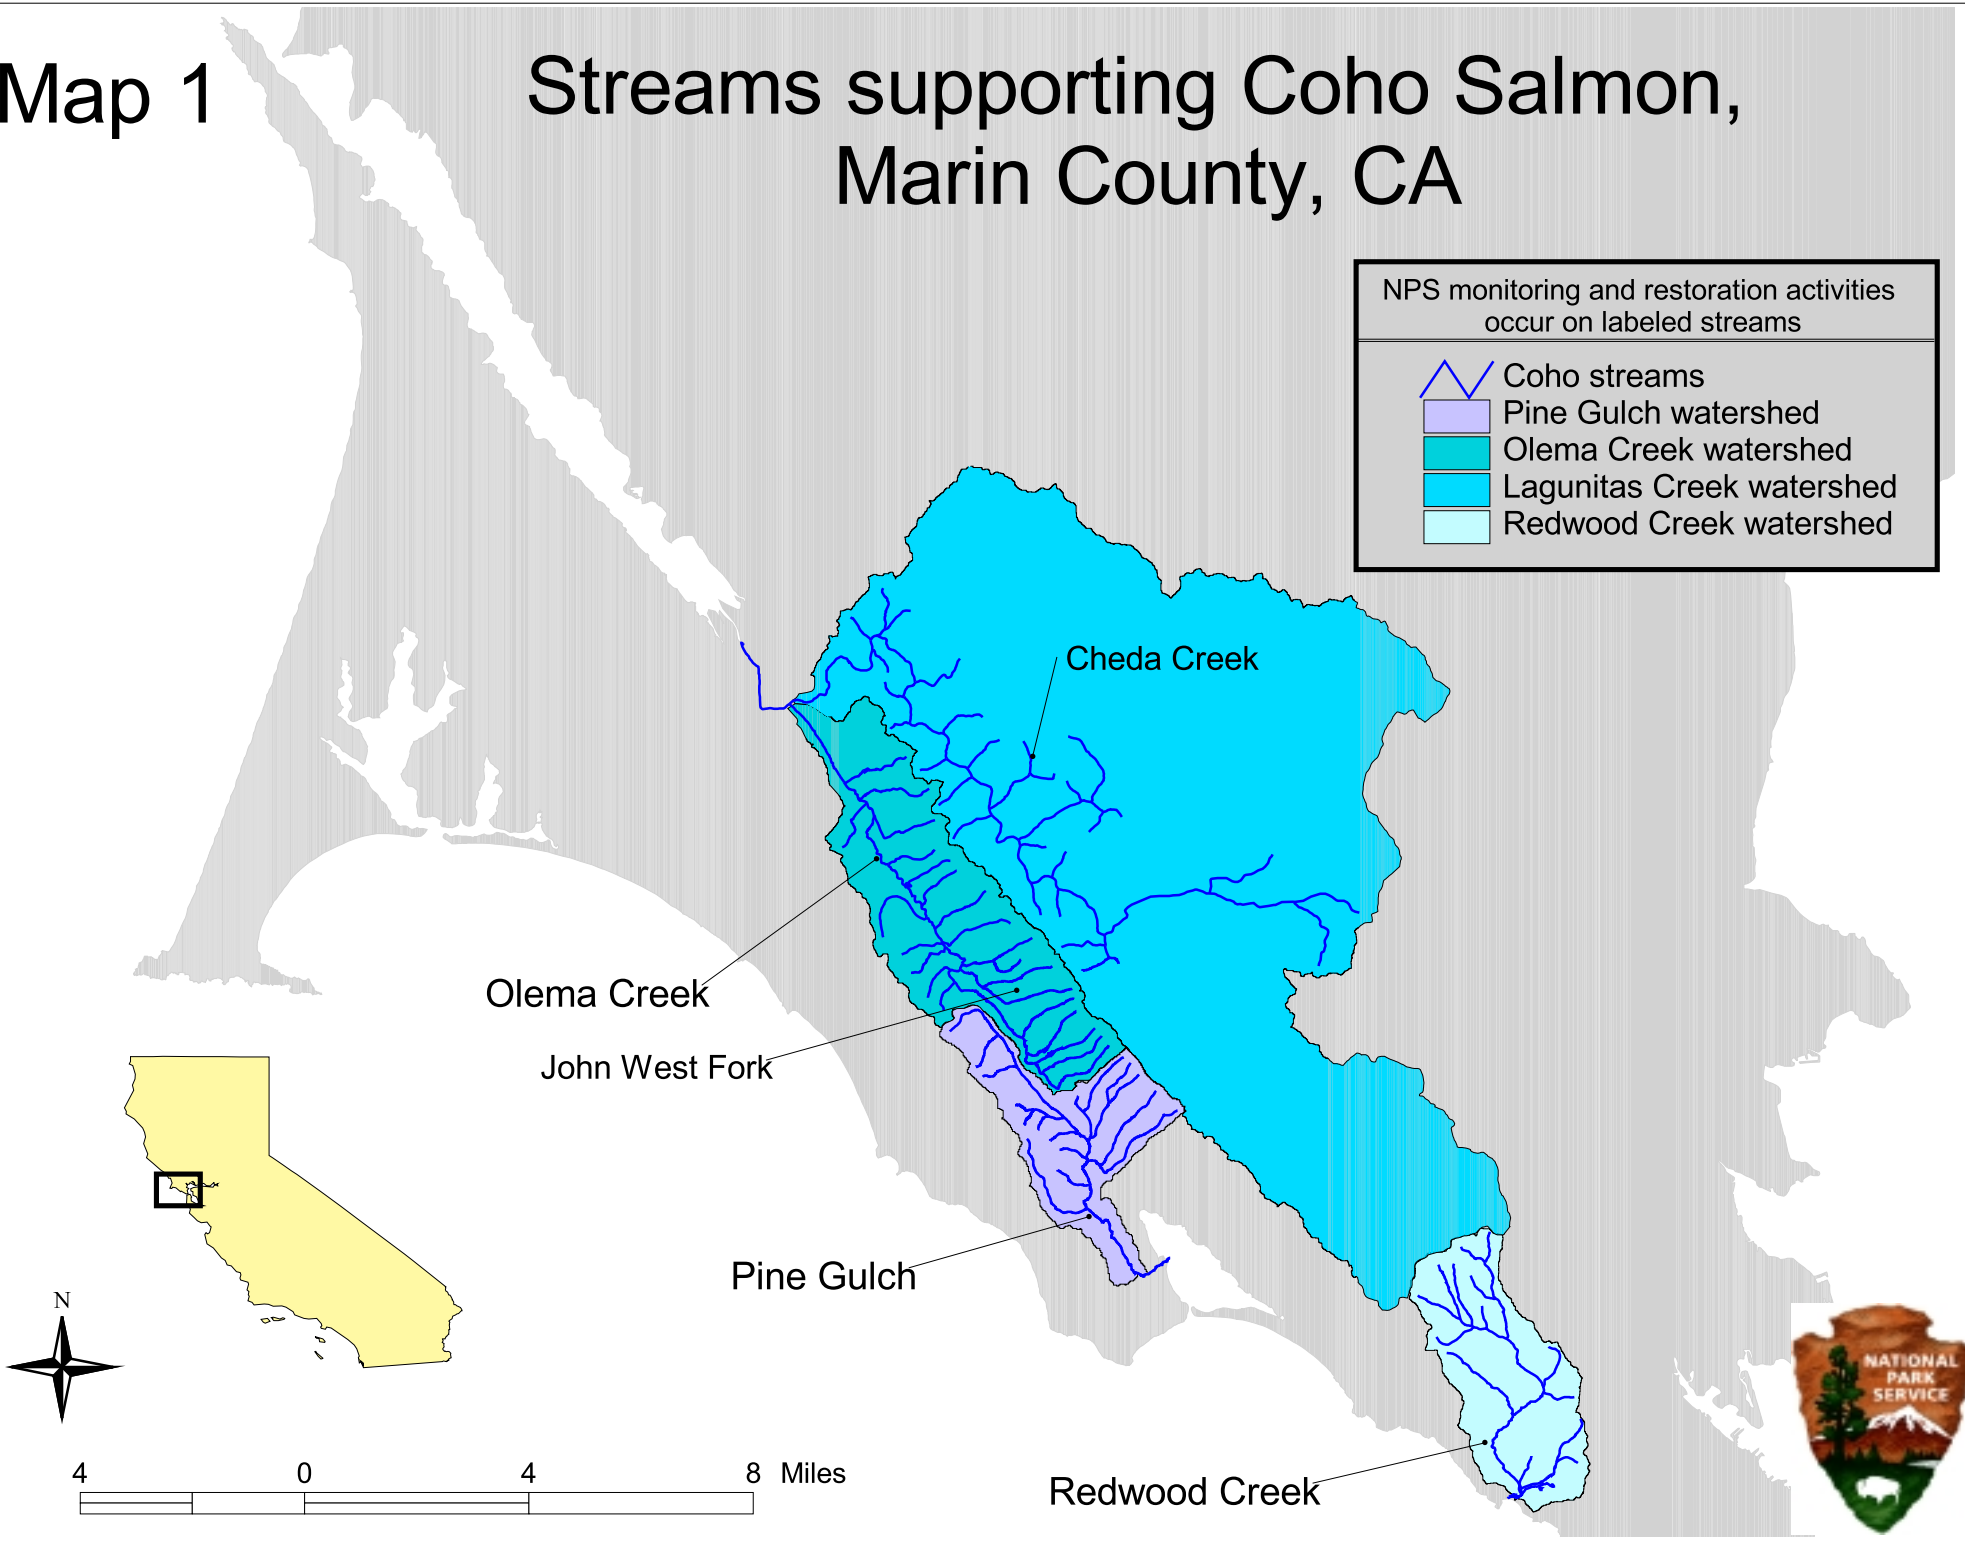 Map 1
Streams supporting Coho Salmon,
Marin County, CA
NPS monitoring and restoration activities
occur on labeled streams
Coho streams
Pine Gulch watershed
Olema Creek watershed
Lagunitas Creek watershed
Redwood Creek watershed
Cheda Creek
Olema Creek
John West Fork
Pine Gulch
Redwood Creek
N
4 0 4 8 Miles
NATIONAL
PARK
SERVICE